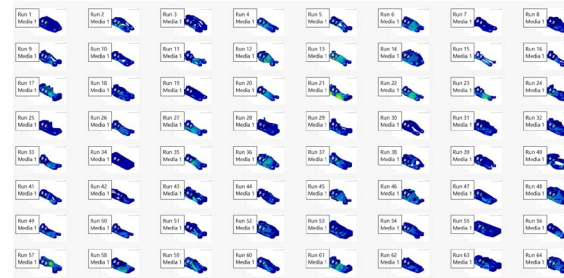 Run 1
Media 1
Run 2
Media 1
Run 3
Media 1
Run 4
Media 1
Run 5
Media 1
Run 6
Media 1
Run 7
Media 1
Run 8
Media 1
Run 9
Media 1
Run 10
Media 1
Run 11
Media 1
Run 12
Media 1
Run 13
Media 1
Run 14
Media 1
Run 15
Media 1
Run 16
Media 1
Run 17
Media 1
Run 18
Media 1
Run 19
Media 1
Run 20
Media 1
Run 21
Media 1
Run 22
Media 1
Run 23
Media 1
Run 24
Media 1
Run 25
Media 1
Run 26
Media 1
Run 27
Media 1
Run 28
Media 1
Run 29
Media 1
Run 30
Media 1
Run 31
Media 1
Run 32
Media 1
Run 33
Media 1
Run 34
Media 1
Run 35
Media 1
Run 36
Media 1
Run 37
Media 1
Run 38
Media 1
Run 39
Media 1
Run 40
Media 1
Run 41
Media 1
Run 42
Media 1
Run 43
Media 1
Run 44
Media 1
Run 45
Media 1
Run 46
Media 1
Run 47
Media 1
Run 48
Media 1
Run 49
Media 1
Run 50
Media 1
Run 51
Media 1
Run 52
Media 1
Run 53
Media 1
Run 54
Media 1
Run 55
Media 1
Run 56
Media 1
Run 57
Media 1
Run 58
Media 1
Run 59
Media 1
Run 60
Media 1
Run 61
Media 1
Run 62
Media 1
Run 63
Media 1
Run 64
Media 1